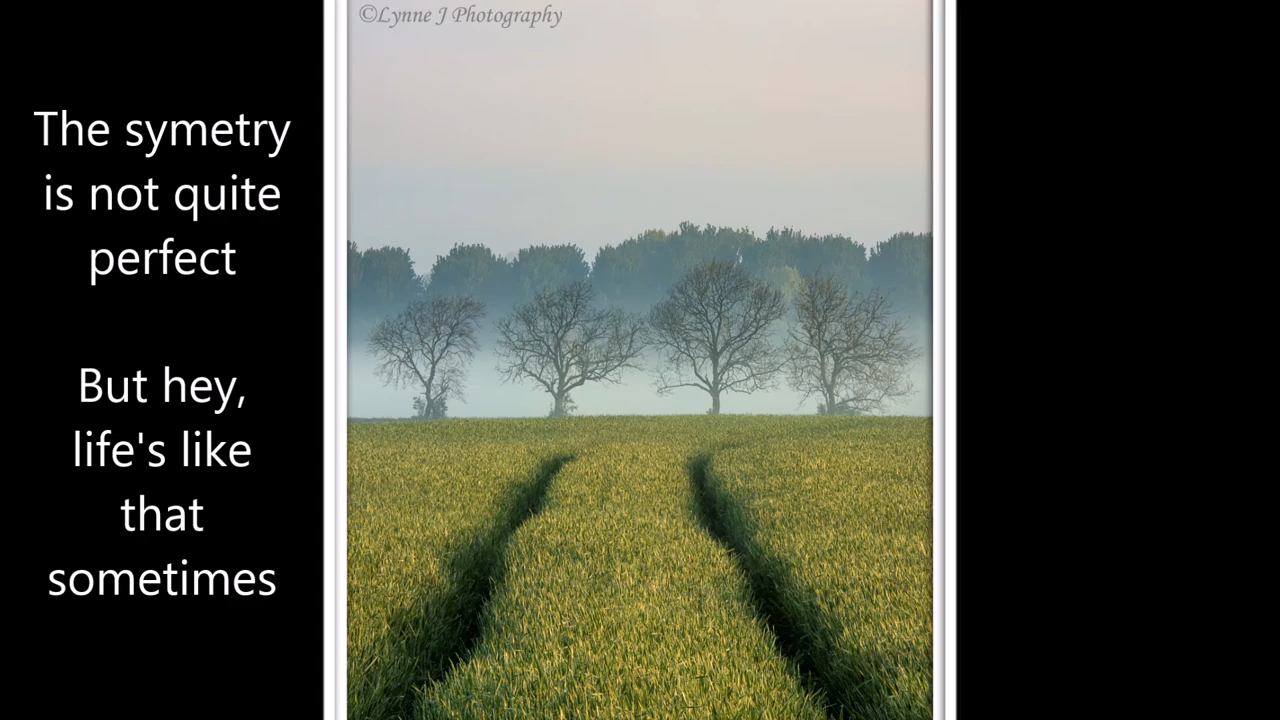 ©Lynne J Photography
The symetry
is not quite
perfect
But hey,
life's like
that
sometimes